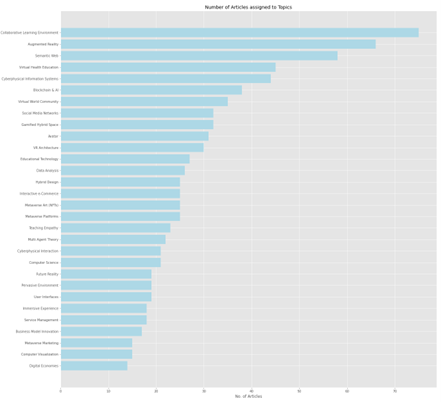 Number of Articles assigned to Topics
Collaborative Learning Environment
Augmented Reality
Semantic Web
Virtual Health Education
Cyberphysical Information Systems
Blockchain & AI
Virtual World Community
Social Media Networks
Gamified Hybrid Space
Avatar
VR Architecture
Educational Technology
Data Analysis
Hybrid Design
Interactive e-Commerce
Metaverse Art (NFTs)
Metaverse Platforms
Teaching
Multi Agent Theory
Cyberphysical Interaction
Computer Science
Future Reality
Pervasive Environment
User Interfaces
Immersive Experience
Service Management
Business Model Innovation
Metaverse Marketing
Computer Visualization
Digital Economics
0 10 20 30 40 50 60 70
No. of Articles